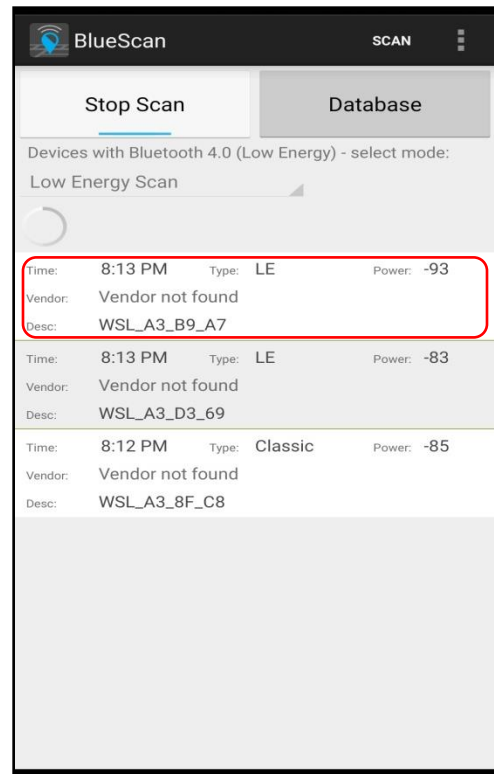 BlueScan SCAN
Stop Scan Database
Devices with Bluetooth 4.0 (Low Energy) - select mode:
Low Energy Scan
Time: 8:13 PM Type: LE Power: -93
Vendor: Vendor not found
Desc: WSL_A3_B9_A7
Time: 8:13 PM Type: LE Power: -83
Vendor: Vendor not found
Desc: WSL_A3_D3_69
Time: 8:12 PM Type: Classic Power: -85
Vendor: Vendor not found
Desc: WSL_A3_8F_C8